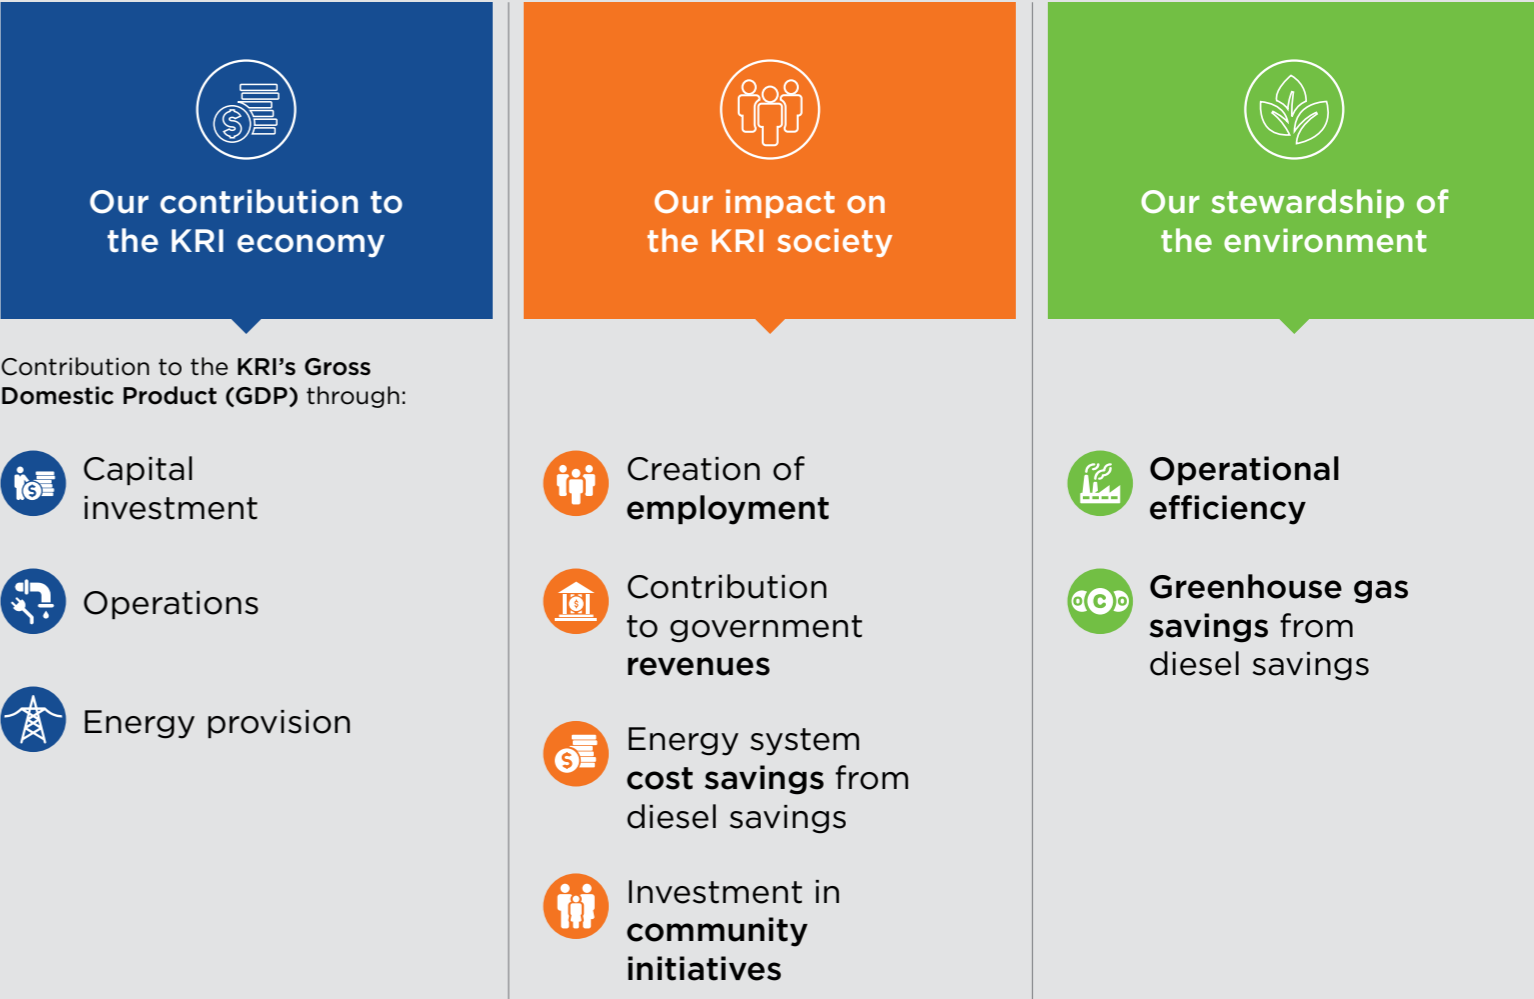 Our contribution to
the KRI economy
Contribution to the KRI’s Gross
Domestic Product (GDP) through:
$
Capital
investment
Operations
Energy provision
Our impact on
the KRI society
Creation of
employment
$
Contribution
to government
revenues
$
Energy system
cost savings from
diesel savings
Investment in
community
initiatives
Our stewardship of
the environment
Operational
efficiency
OCO
Greenhouse gas
savings from
diesel savings